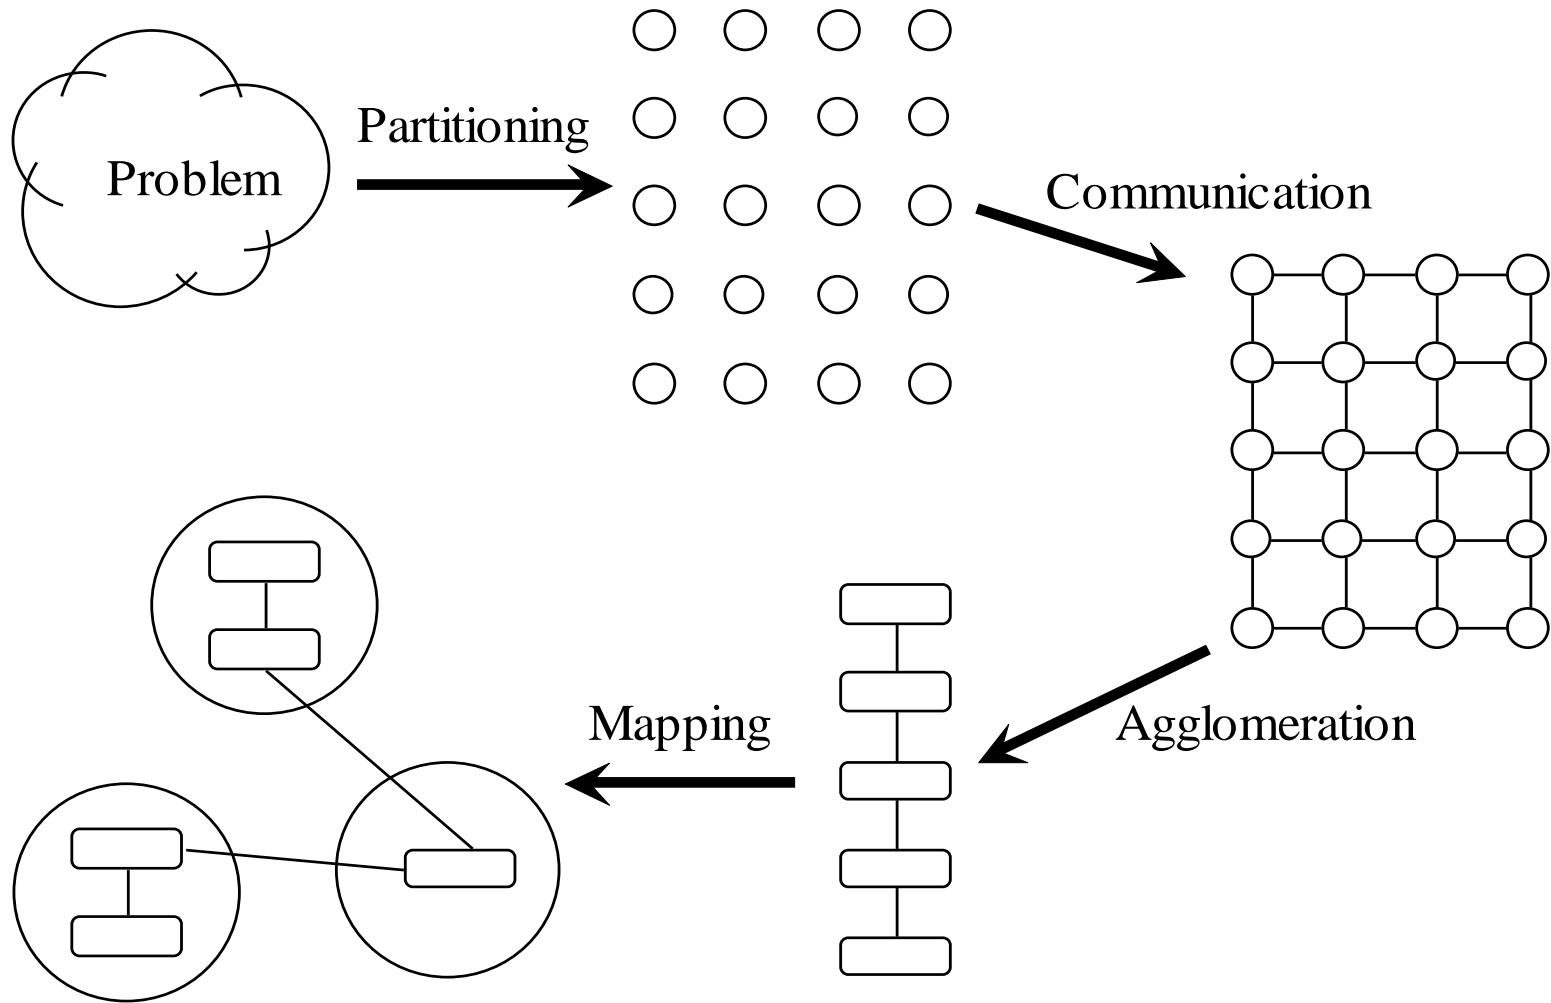 Problem
Partitioning
Communication
Agglomeration
Mapping